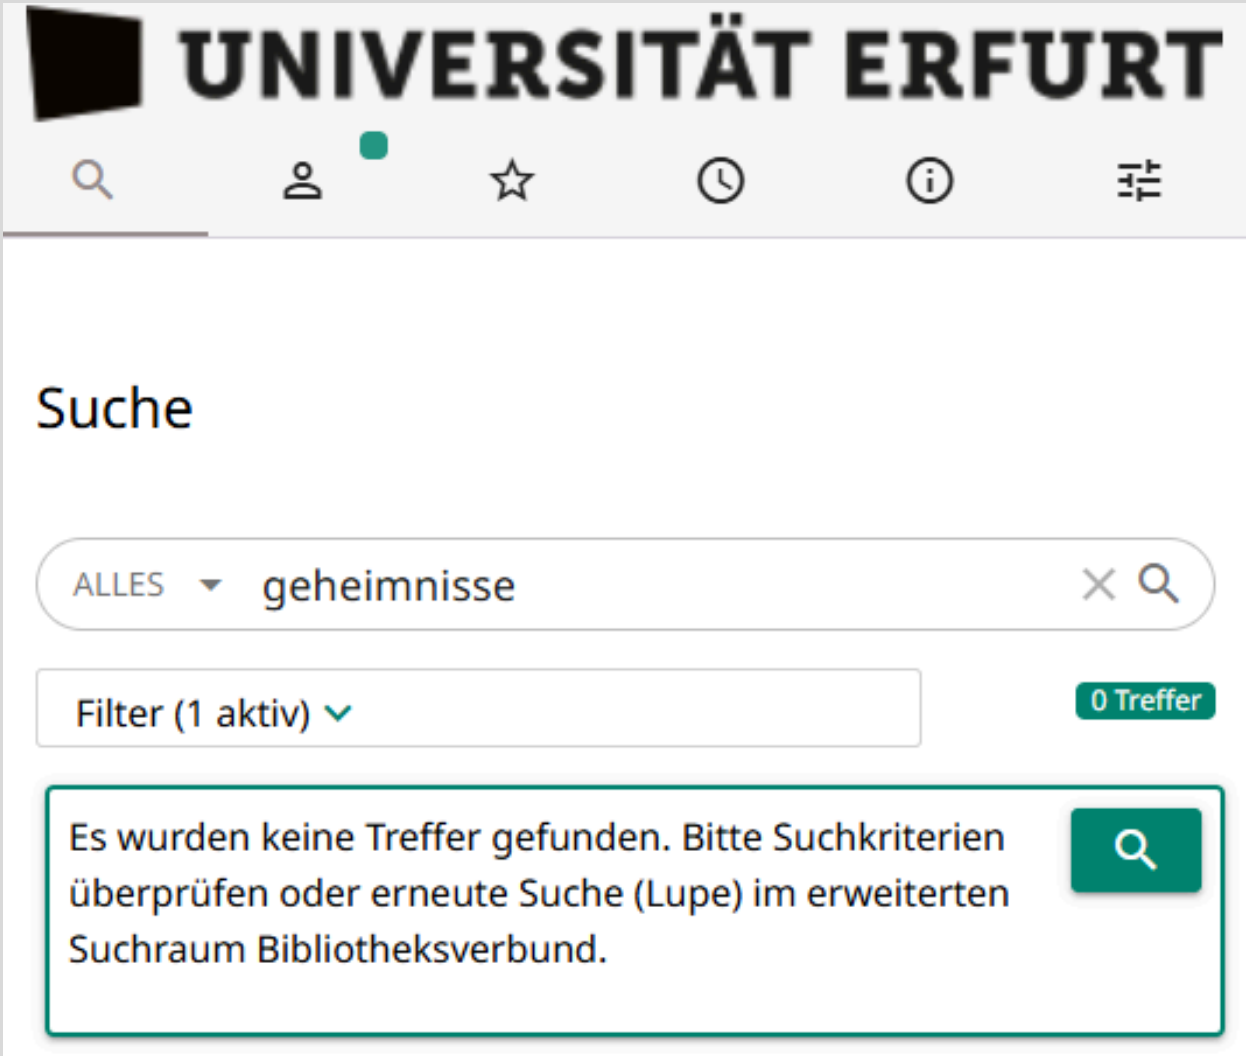 UNIVERSITÄT ERFURT
Suche
ALLES geheimnisse
Filter (1 aktiv)
0 Treffer
Es wurden keine Treffer gefunden. Bitte Suchkriterien
überprüfen oder erneute Suche (Lupe) im erweiterten
Suchraum Bibliotheksverbund.